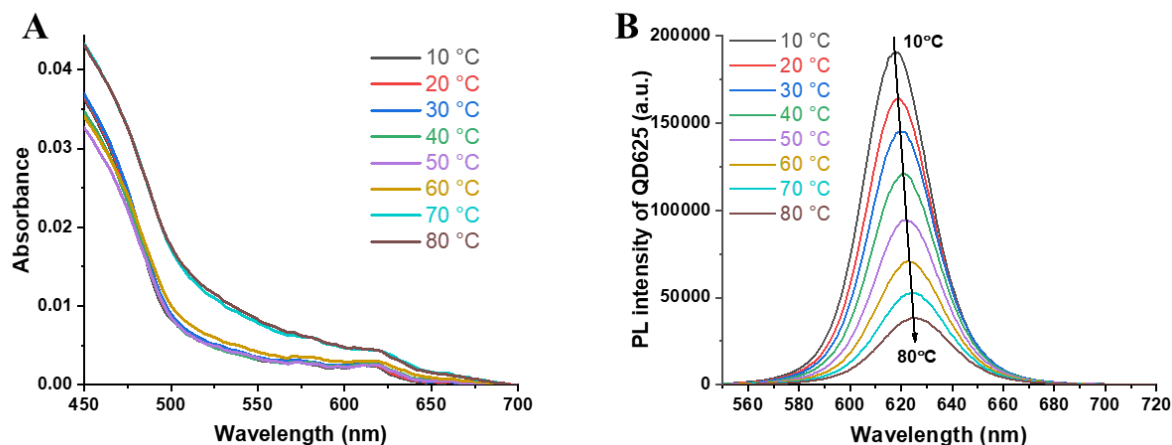 A
Absorbance
0.04
0.03
0.02
0.01
0.00
450
500
550
600
650
700
Wavelength (nm)
10 °C
20 °C
30 °C
40 °C
50 °C
60 °C
70 °C
80 °C
B
PL intensity of QD625 (a.u.)
200000
150000
100000
50000
0
560
580
600
620
640
660
680
700
720
Wavelength (nm)
10 °C
20 °C
30 °C
40 °C
50 °C
60 °C
70 °C
80 °C
10°C
80°C